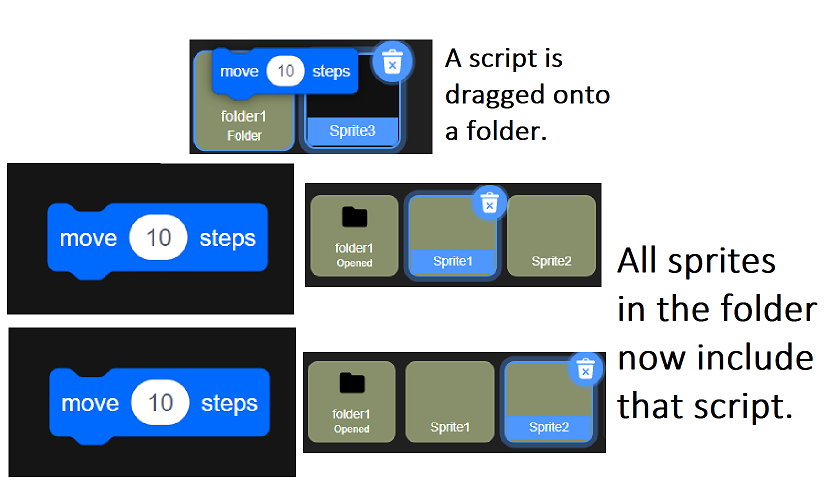 move 10 steps
folder1
Folder
Sprite3
A script is
dragged onto
a folder.
move 10 steps
folder1
Opened
Sprite1
Sprite2
All sprites
in the folder
now include
that script.
move 10 steps
folder1
Opened
Sprite1
Sprite2